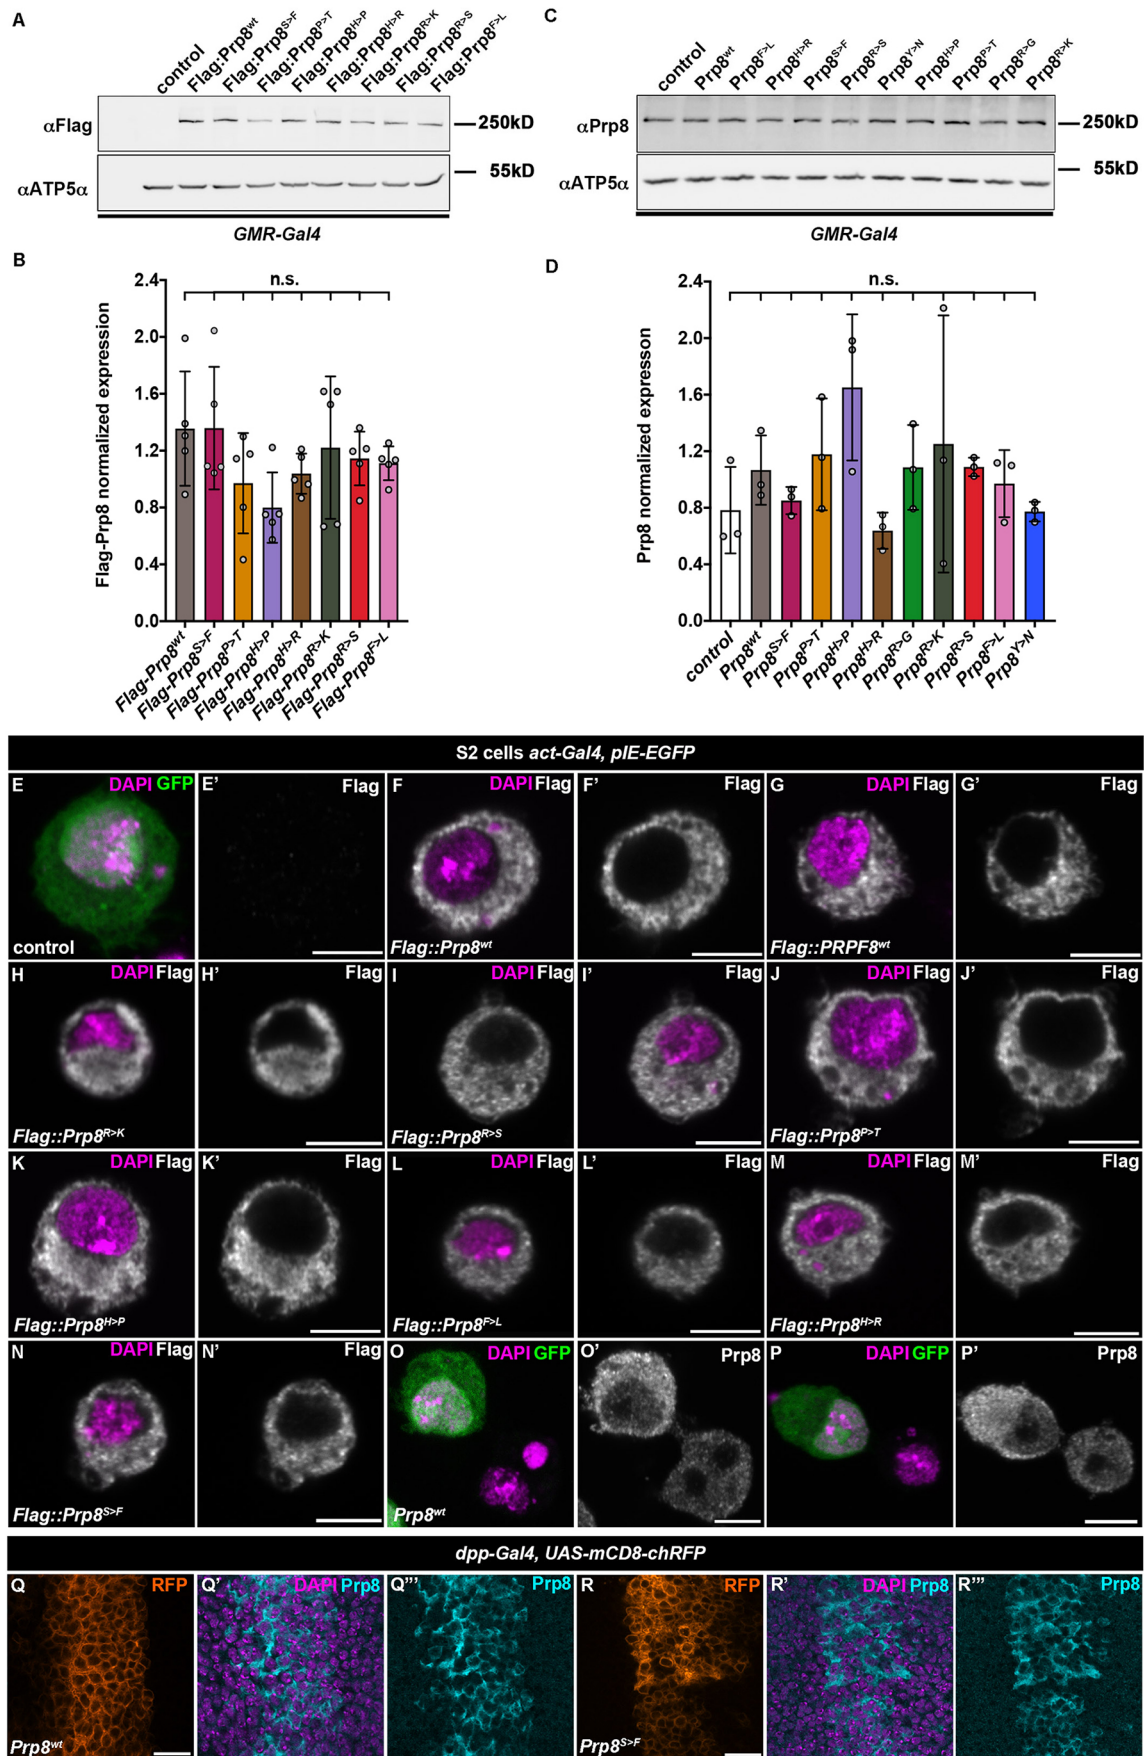 A
control
Flag:Prp8wt
Flag:Prp8S>F
Flag:Prp8P>T
Flag:Prp8H>P
Flag:Prp8H>R
Flag:Prp8R>K
Flag:Prp8R>S
Flag:Prp8F>L
αFlag
250kD
αATP5α
55kD
GMR-Gal4
C
control
Prp8wt
Prp8F>L
Prp8H>R
Prp8S>F
Prp8R>S
Prp8Y>N
Prp8H>P
Prp8P>T
Prp8R>G
Prp8R>K
αPrp8
250kD
αATP5α
55kD
GMR-Gal4
B
Flag-Prp8 normalized expression
2.4
2.0
1.6
1.2
0.8
0.4
0.0
n.s.
Flag-Prp8wt
Flag-Prp8S>F
Flag-Prp8P>T
Flag-Prp8H>P
Flag-Prp8H>R
Flag-Prp8R>K
Flag-Prp8R>S
Flag-Prp8F>L
D
Prp8 normalized expresson
2.4
2.0
1.6
1.2
0.8
0.4
0.0
n.s.
control
Prp8wt
Prp8S>F
Prp8P>T
Prp8H>P
Prp8H>R
Prp8R>G
Prp8R>K
Prp8R>S
Prp8F>L
Prp8Y>N
S2 cells act-Gal4, pIE-EGFP
E DAPI GFP
control
E' Flag
F DAPI Flag
Flag::Prp8wt
F' Flag
G DAPI Flag
Flag::PRPF8wt
G' Flag
H DAPI Flag
Flag::Prp8R>K
H' Flag
I Flag
Flag::Prp8R>S
I' DAPI Flag
J DAPI Flag
Flag::Prp8P>T
J' Flag
K DAPI Flag
Flag::Prp8H>P
K' Flag
L DAPI Flag
Flag::Prp8F>L
L' Flag
M DAPI Flag
Flag::Prp8H>R
M' Flag
N DAPI Flag
Flag::Prp8S>F
N' Flag
O DAPI GFP
Prp8wt
O' Prp8
P DAPI GFP
P' Prp8
dpp-Gal4, UAS-mCD8-chRFP
Q RFP
Prp8wt
Q' DAPI Prp8
Q"' Prp8
R RFP
Prp8S>F
R' DAPI Prp8
R"' Prp8